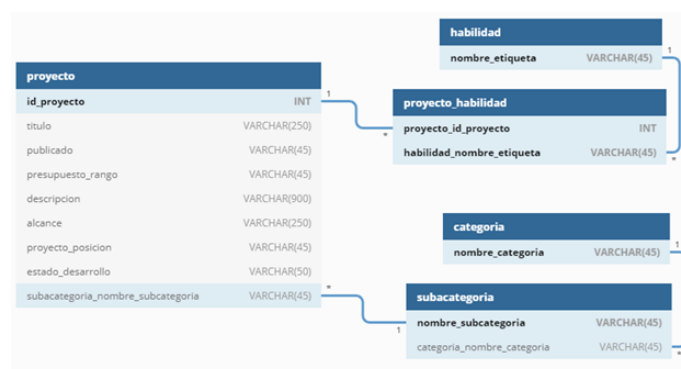 proyecto
id_proyecto INT
titulo VARCHAR(250)
publicado VARCHAR(45)
presupuesto_rango VARCHAR(45)
descripcion VARCHAR(900)
alcance VARCHAR(250)
proyecto_posicion VARCHAR(45)
estado_desarrollo VARCHAR(50)
subacategoria_nombre_subcategoria VARCHAR(45)
1
*
habilidad
nombre_etiqueta VARCHAR(45)
1
proyecto_habilidad
proyecto_id_proyecto INT
*
habilidad_nombre_etiqueta VARCHAR(45)
*
categoria
nombre_categoria VARCHAR(45)
1
subacategoria
nombre_subcategoria VARCHAR(45)
1
categoria_nombre_categoria VARCHAR(45)
*